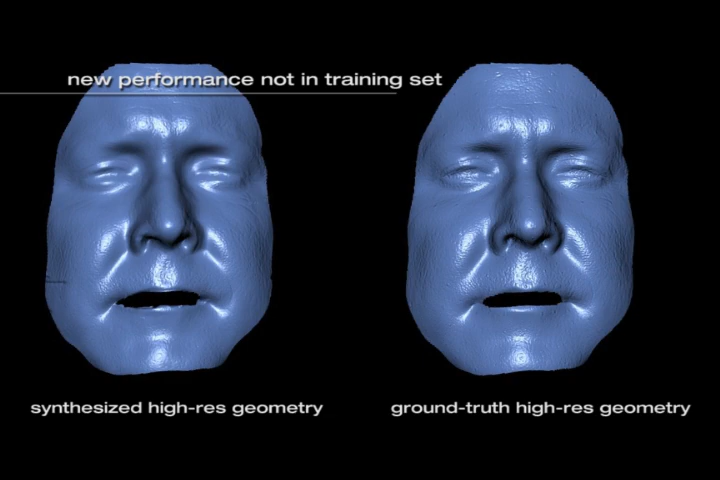 new performance not in training set
synthesized high-res geometry
ground-truth high-res geometry